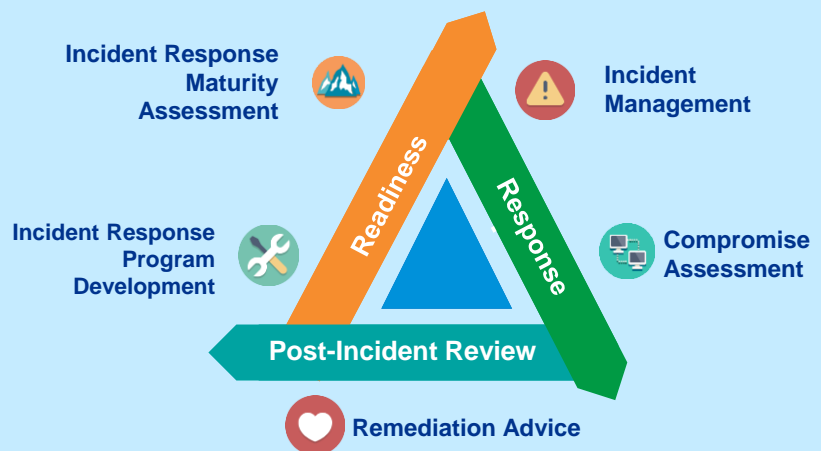 Incident Response
Maturity
Assessment
Incident
Management
Readiness
Response
Incident Response
Program
Development
Compromise
Assessment
Post-Incident Review
Remediation Advice